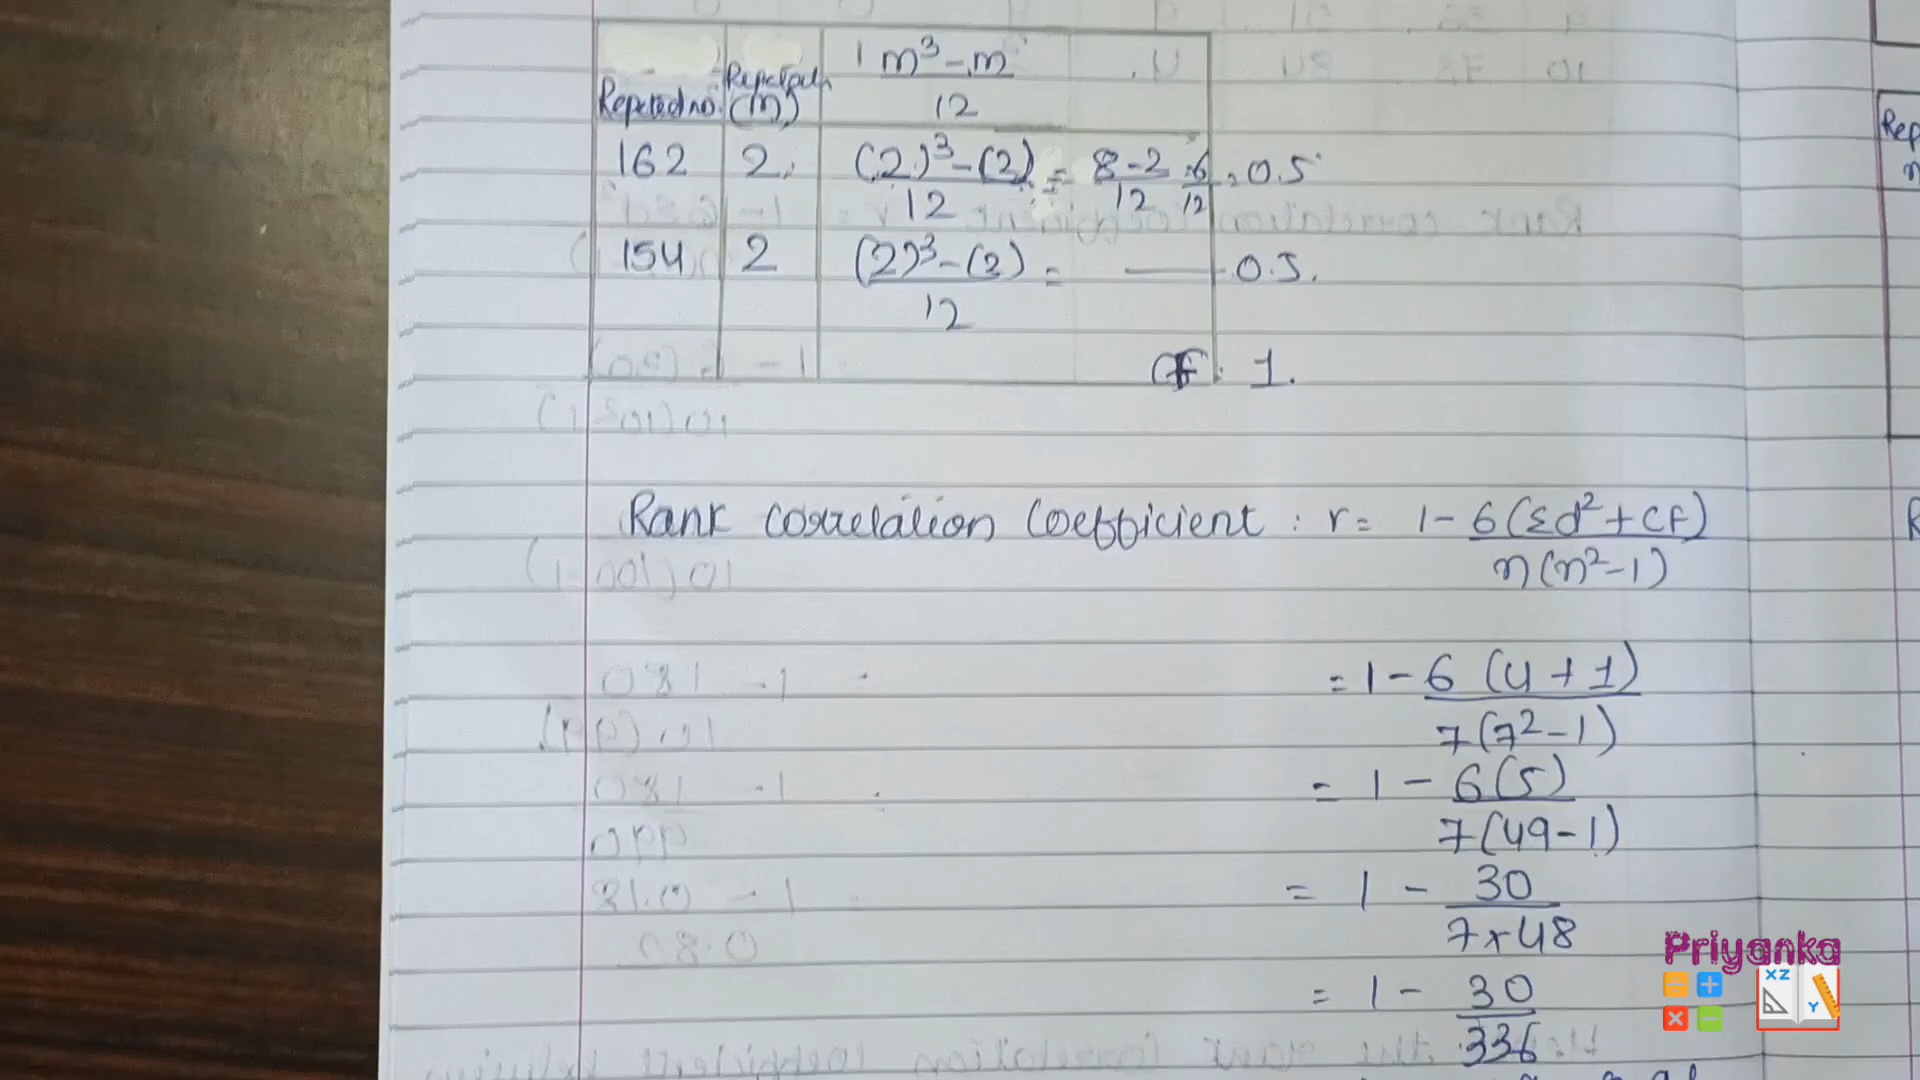 m³ - m
Repeated no. (m) 12
162 2 (2)³-(2) = 8-2 6 = 0.5
12 12 12
154 2 (2)³-(2) = — 0.5.
12
CF : 1.
Rank correlation Coefficient : r = 1 - 6(Σd²+CF)
n(n²-1)
= 1 - 6 (4+1)
7(7²-1)
= 1 - 6(5)
7(49-1)
= 1 - 30
7×48
= 1 - 30
336
Priyanka
XZ
Y
Rep